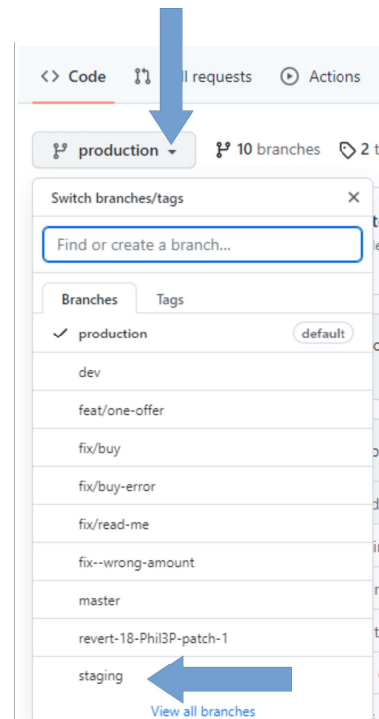 <> Code requests Actions
production 10 branches 2
Switch branches/tags
Find or create a branch...
Branches Tags
production default
dev
feat/one-offer
fix/buy
fix/buy-error
fix/read-me
fix--wrong-amount
master
revert-18-Phil3P-patch-1
staging
View all branches